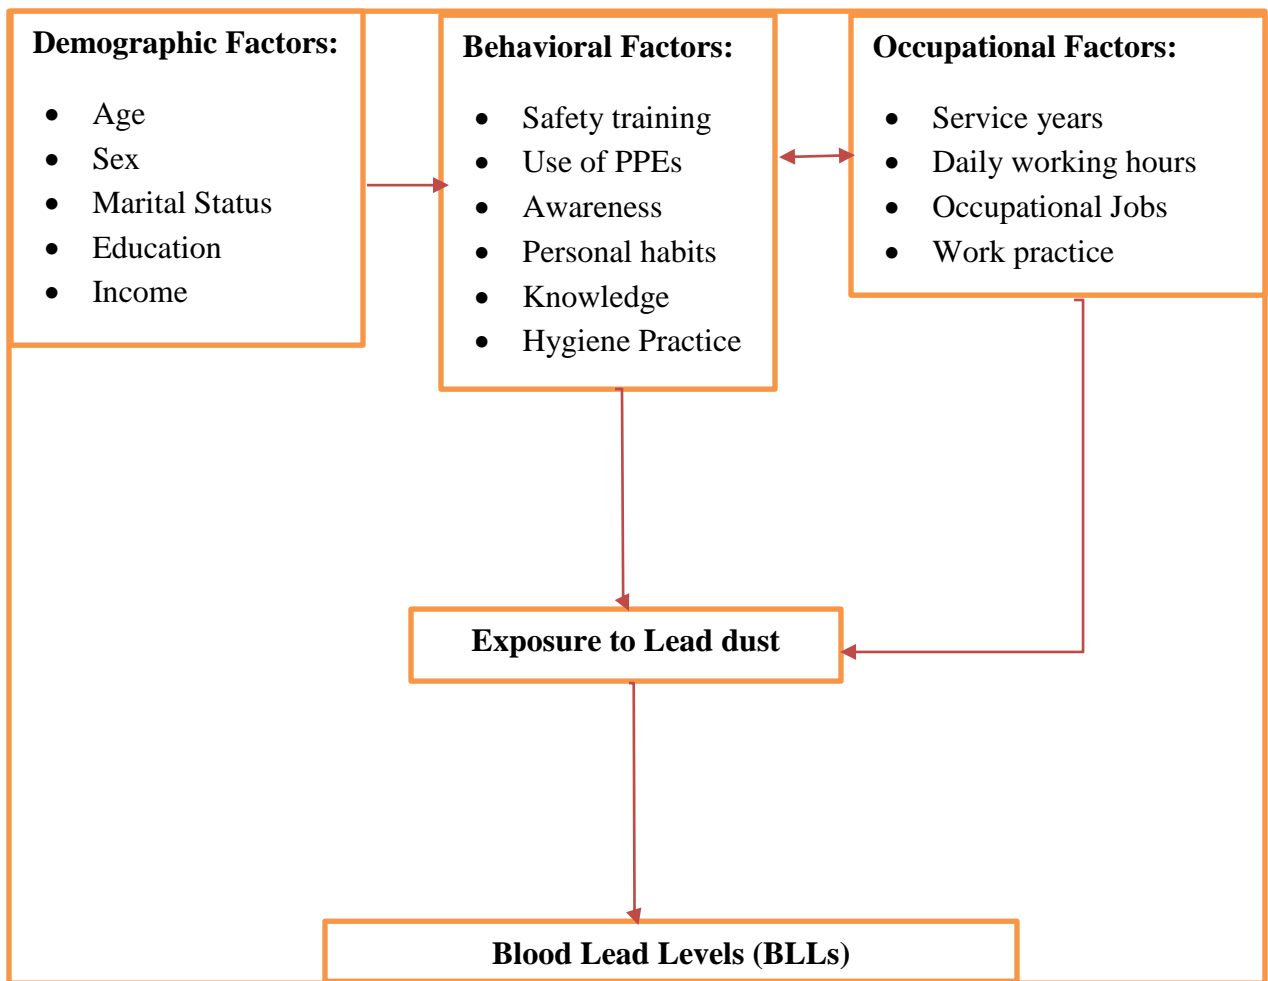 Demographic Factors:
• Age
• Sex
• Marital Status
• Education
• Income
Behavioral Factors:
• Safety training
• Use of PPEs
• Awareness
• Personal habits
• Knowledge
• Hygiene Practice
Occupational Factors:
• Service years
• Daily working hours
• Occupational Jobs
• Work practice
Exposure to Lead dust
Blood Lead Levels (BLLs)